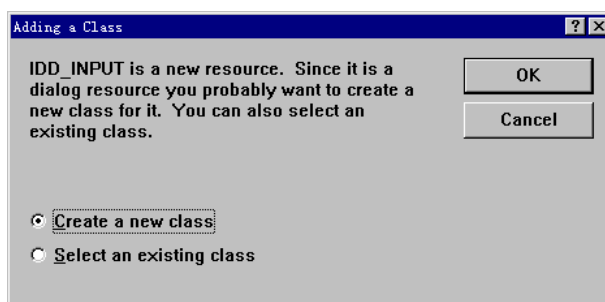 Adding a Class
IDD_INPUT is a new resource. Since it is a
dialog resource you probably want to create a
new class for it. You can also select an
existing class.
OK
Cancel
Create a new class
Select an existing class